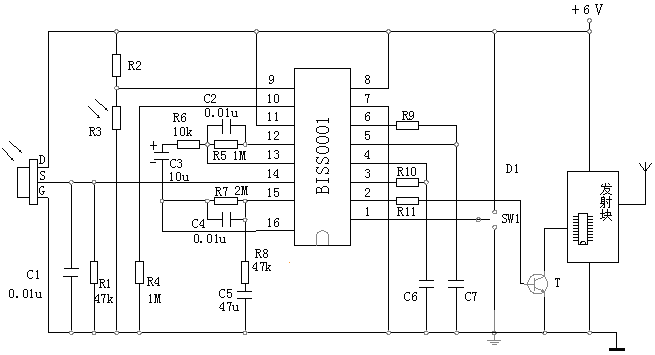 +6 V
R2
9
8
C2
10
7
0.01u
R6
11
6
R9
R3
10k
12
5
+
R5 1M
-
C3
13
4
D1
10u
14
3
R10
D
S
R7 2M
15
2
G
R11
SW1
C4
16
1
0.01u
BISS0001
发射块
R8
47k
C1
0.01u
R1
47k
R4
1M
C5
47u
C6
C7
T